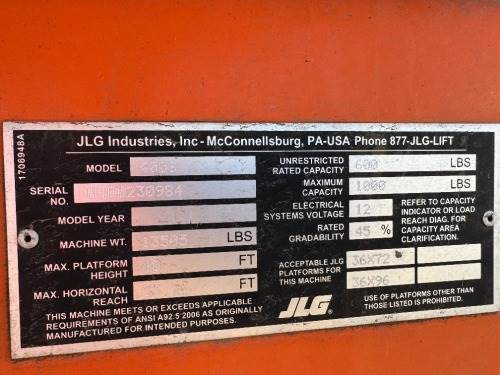 1706948A
JLG Industries, Inc - McConnellsburg, PA-USA Phone 877-JLG-LIFT
MODEL
SERIAL NO. 230984
MODEL YEAR
MACHINE WT. LBS
MAX. PLATFORM HEIGHT FT
MAX. HORIZONTAL REACH FT
THIS MACHINE MEETS OR EXCEEDS APPLICABLE
REQUIREMENTS OF ANSI A92.5 2006 AS ORIGINALLY
MANUFACTURED FOR INTENDED PURPOSES.
UNRESTRICTED RATED CAPACITY 600 LBS
MAXIMUM CAPACITY 1000 LBS
ELECTRICAL SYSTEMS VOLTAGE 12
RATED GRADABILITY 45 %
REFER TO CAPACITY
INDICATOR OR LOAD
REACH DIAG. FOR
CAPACITY AREA
CLARIFICATION.
ACCEPTABLE JLG
PLATFORMS FOR
THIS MACHINE
36X72
36X96
JLG®
USE OF PLATFORMS OTHER THAN
THOSE LISTED IS PROHIBITED.